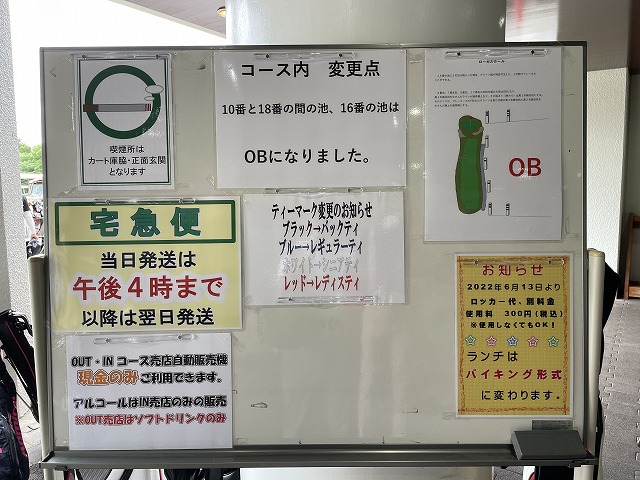 喫煙所は
カート庫脇・正面玄関
となります
コース内 変更点
10番と18番の間の池、16番の池は
OBになりました。
ローカルルール
OB
宅急便
当日発送は
午後4時まで
以降は翌日発送
ティーマーク変更のお知らせ
ブラック→バックティ
ブルー→レギュラーティ
ホワイト→シニアティ
レッド→レディスティ
お知らせ
2022年6月13日より
ロッカー代、別料金
使用料 300円(税込)
※使用しなくてもOK!
☆☆☆☆☆
ランチは
バイキング形式
に変わります。
OUT・INコース売店自動販売機
現金のみご利用できます。
アルコールはIN売店のみの販売
※OUT売店はソフトドリンクのみ